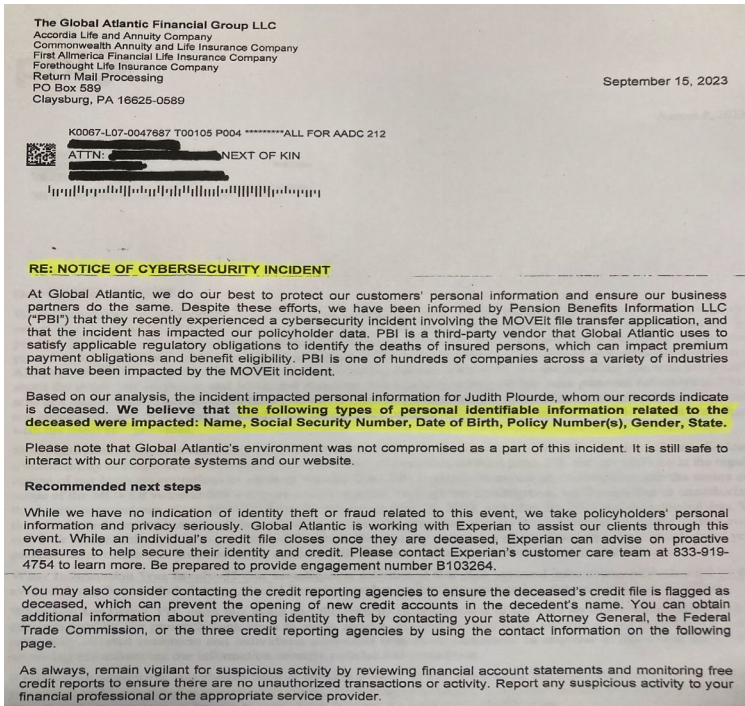 The Global Atlantic Financial Group LLC
Accordia Life and Annuity Company
Commonwealth Annuity and Life Insurance Company
First Allmerica Financial Life Insurance Company
Forethought Life Insurance Company
Return Mail Processing
PO Box 589
Claysburg, PA 16625-0589
September 15, 2023
K0067-L07-0047687 T00105 P004 *********ALL FOR AADC 212
ATTN: NEXT OF KIN
RE: NOTICE OF CYBERSECURITY INCIDENT
At Global Atlantic, we do our best to protect our customers' personal information and ensure our business
partners do the same. Despite these efforts, we have been informed by Pension Benefits Information LLC
("PBI") that they recently experienced a cybersecurity incident involving the MOVEit file transfer application, and
that the incident has impacted our policyholder data. PBI is a third-party vendor that Global Atlantic uses to
satisfy applicable regulatory obligations to identify the deaths of insured persons, which can impact premium
payment obligations and benefit eligibility. PBI is one of hundreds of companies across a variety of industries
that have been impacted by the MOVEit incident.
Based on our analysis, the incident impacted personal information for Judith Plourde, whom our records indicate
is deceased. We believe that the following types of personal identifiable information related to the
deceased were impacted: Name, Social Security Number, Date of Birth, Policy Number(s), Gender, State.
Please note that Global Atlantic's environment was not compromised as a part of this incident. It is still safe to
interact with our corporate systems and our website.
Recommended next steps
While we have no indication of identity theft or fraud related to this event, we take policyholders' personal
information and privacy seriously. Global Atlantic is working with Experian to assist our clients through this
event. While an individual's credit file closes once they are deceased, Experian can advise on proactive
measures to help secure their identity and credit. Please contact Experian's customer care team at 833-919-
4754 to learn more. Be prepared to provide engagement number B103264.
You may also consider contacting the credit reporting agencies to ensure the deceased's credit file is flagged as
deceased, which can prevent the opening of new credit accounts in the decedent's name. You can obtain
additional information about preventing identity theft by contacting your state Attorney General, the Federal
Trade Commission, or the three credit reporting agencies by using the contact information on the following
page.
As always, remain vigilant for suspicious activity by reviewing financial account statements and monitoring free
credit reports to ensure there are no unauthorized transactions or activity. Report any suspicious activity to your
financial professional or the appropriate service provider.